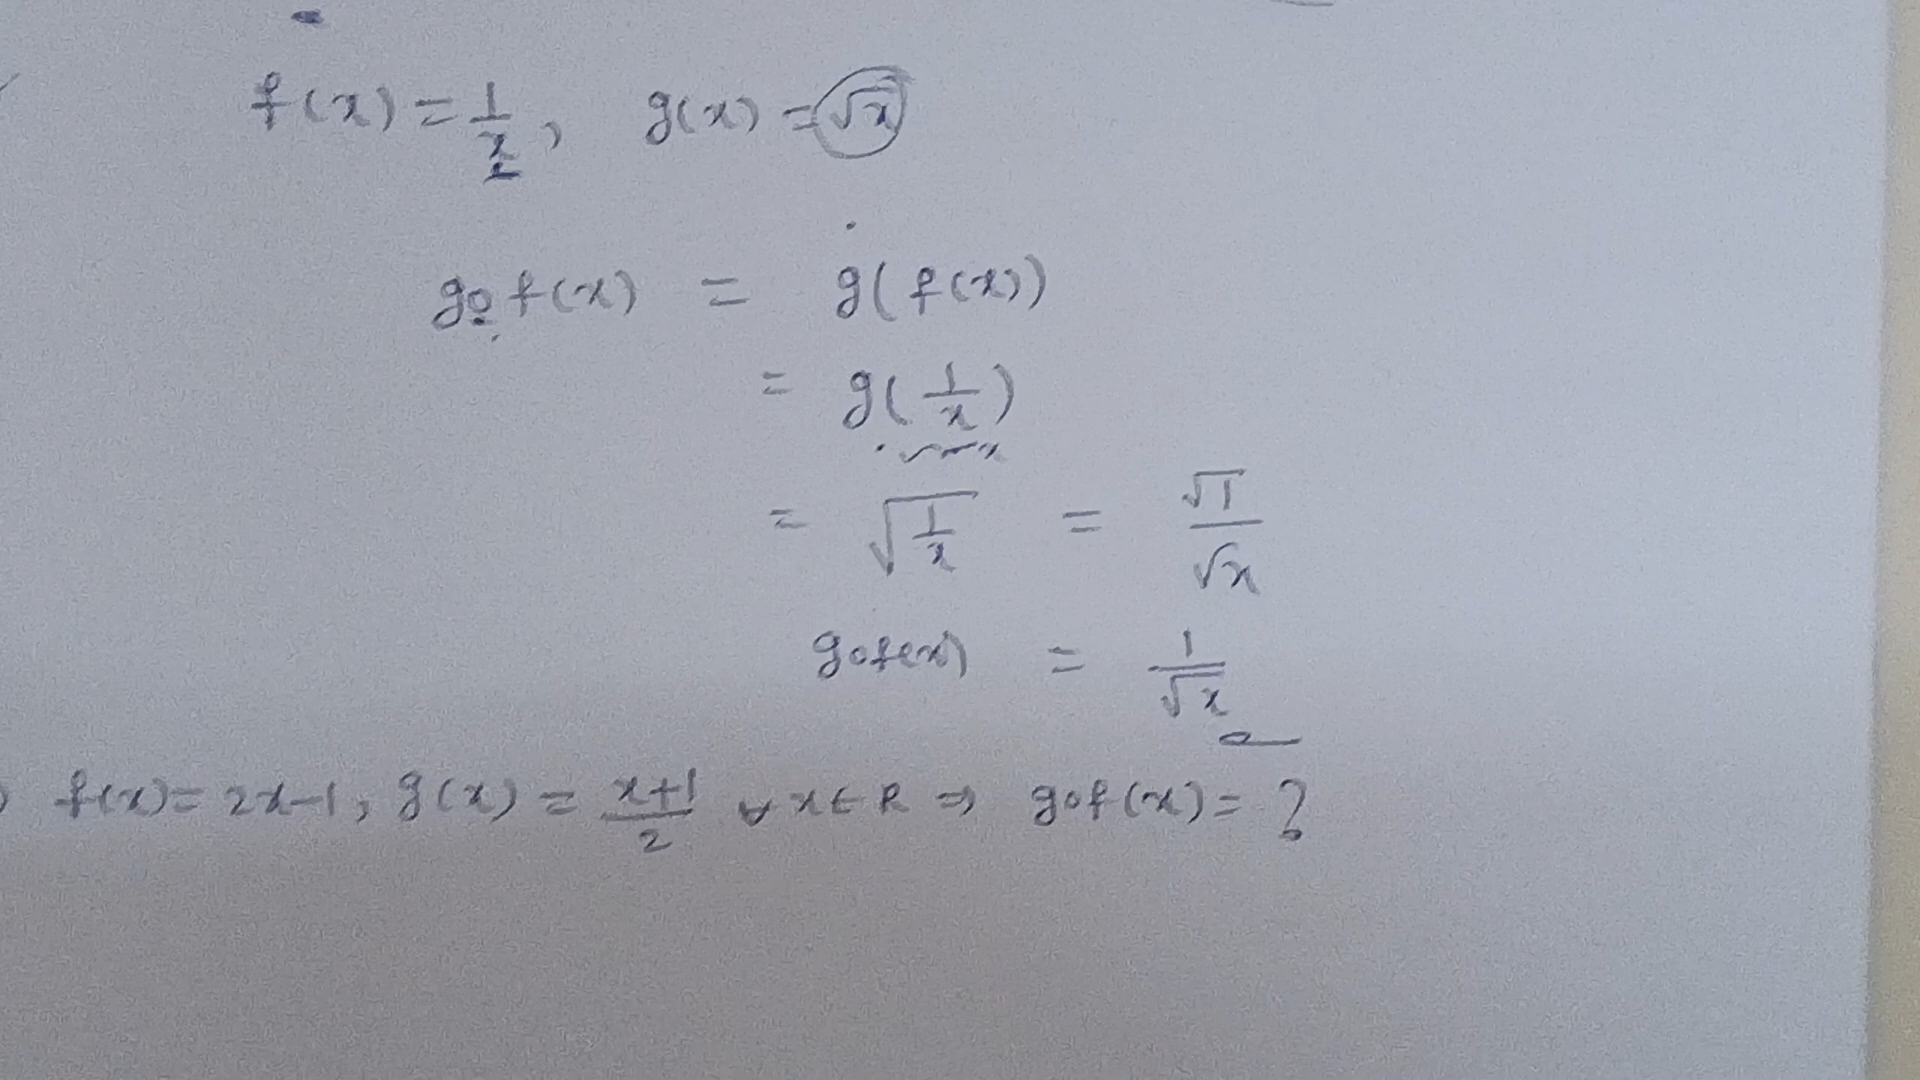 f(x) = 1/x, g(x) = √x
gof(x) = g(f(x))
= g(1/x)
= √(1/x) = √1/√x
gof(x) = 1/√x
f(x) = 2x-1, g(x) = x+1/2 ∀ x∈R ⇒ gof(x) = ?